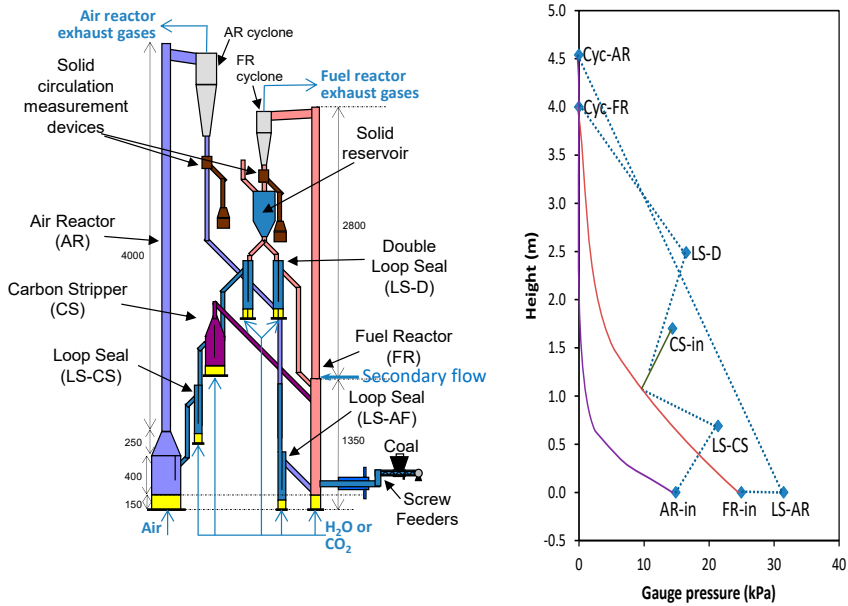 Air reactor
exhaust gases
AR cyclone
FR
cyclone
Fuel reactor
exhaust gases
Solid
circulation
measurement
devices
Solid
reservoir
Air Reactor
(AR)
4000
2800
Double
Loop Seal
(LS-D)
Carbon Stripper
(CS)
Loop Seal
(LS-CS)
Fuel Reactor
(FR)
Secondary flow
Loop Seal
(LS-AF)
1350
250
400
150
Coal
Screw
Feeders
Air
H2O or
CO2
Height (m)
5.0
4.5
4.0
3.5
3.0
2.5
2.0
1.5
1.0
0.5
0.0
-0.5
Cyc-AR
Cyc-FR
LS-D
CS-in
LS-CS
AR-in
FR-in
LS-AR
0
10
20
30
40
Gauge pressure (kPa)